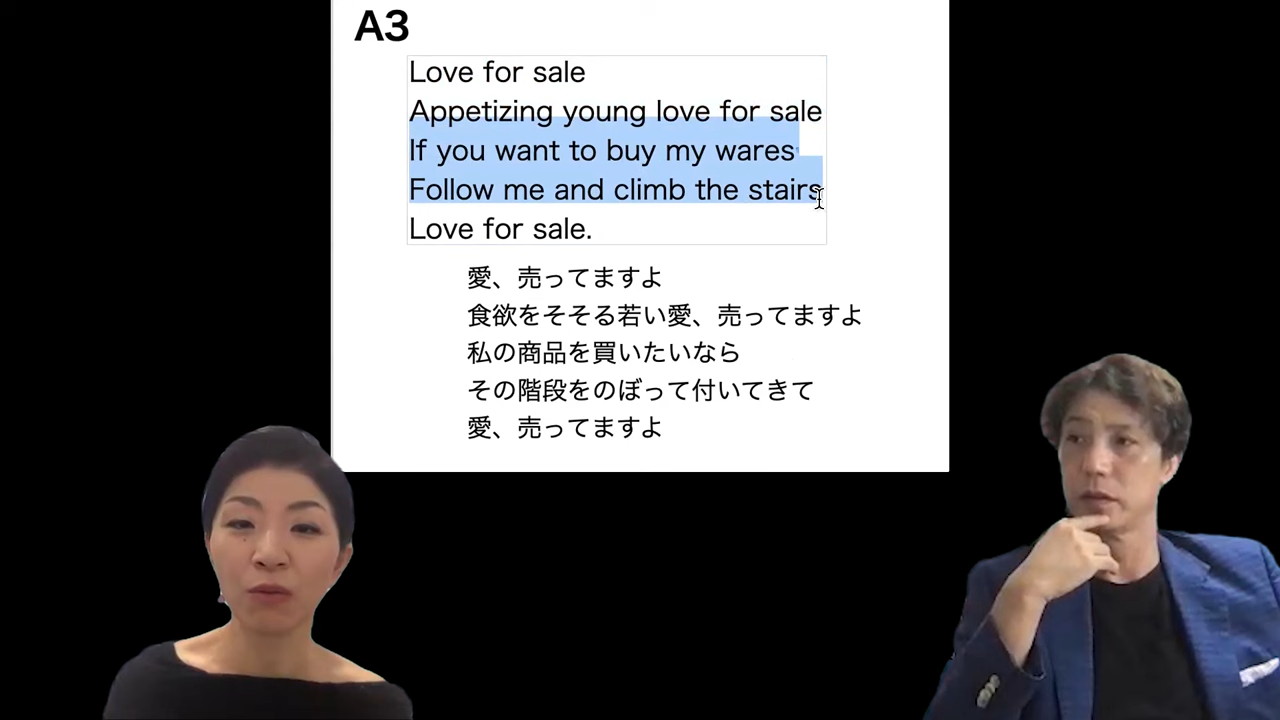 A3
Love for sale
Appetizing young love for sale
If you want to buy my wares
Follow me and climb the stairs
Love for sale.
愛、売ってますよ
食欲をそそる若い愛、売ってますよ
私の商品を買いたいなら
その階段をのぼって付いてきて
愛、売ってますよ